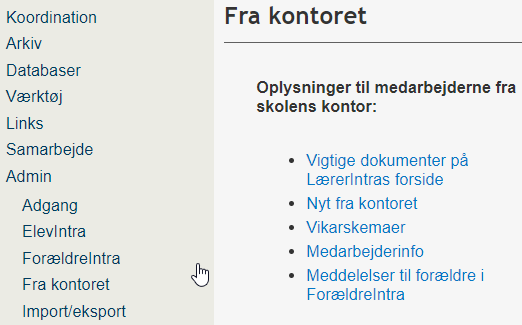 Koordination
Arkiv
Databaser
Værktøj
Links
Samarbejde
Admin
Adgang
ElevIntra
ForældreIntra
Fra kontoret
Import/eksport
Fra kontoret
Oplysninger til medarbejderne fra
skolens kontor:
• Vigtige dokumenter på
LærerIntras forside
• Nyt fra kontoret
• Vikarskemaer
• Medarbejderinfo
• Meddelelser til forældre i
ForældreIntra